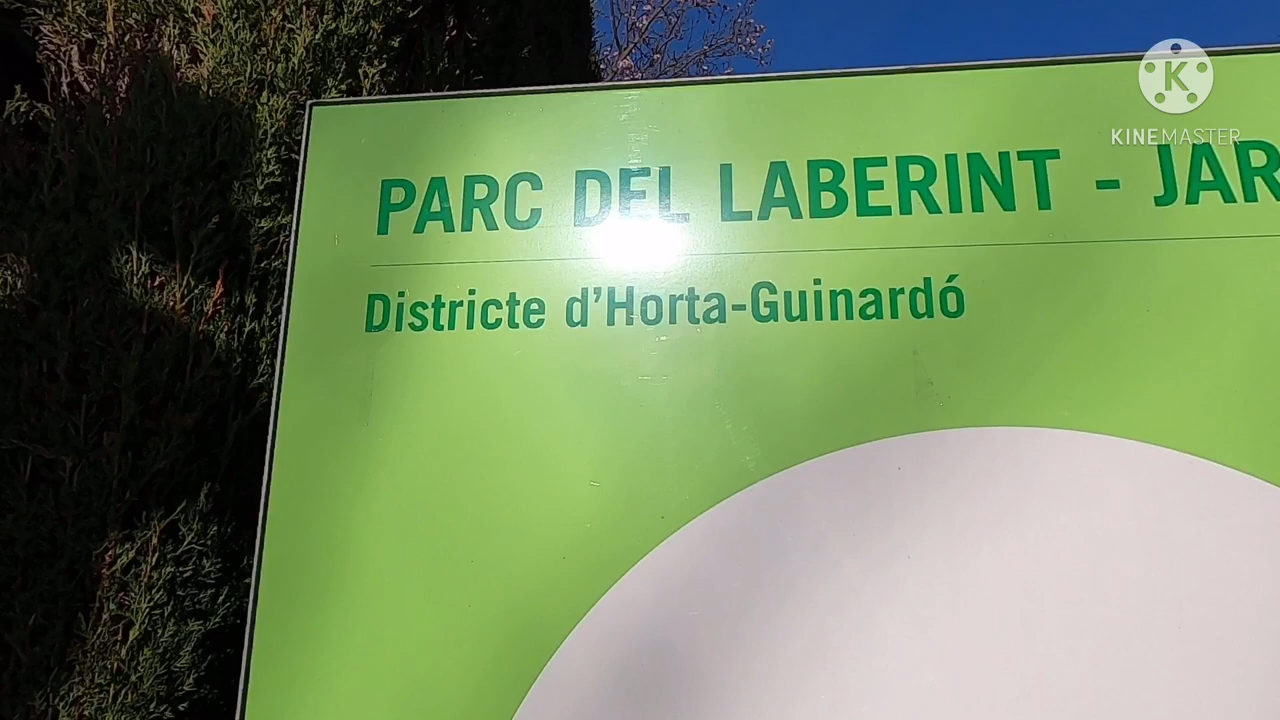 K
KINEMASTER
PARC DEL LABERINT - JAR
Districte d'Horta-Guinardó